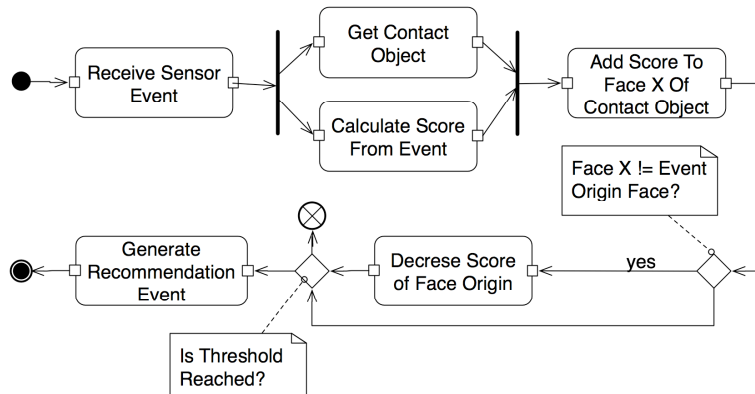 Receive Sensor
Event
Get Contact
Object
Calculate Score
From Event
Add Score To
Face X Of
Contact Object
Face X != Event
Origin Face?
Generate
Recommendation
Event
Decrese Score
of Face Origin
yes
Is Threshold
Reached?